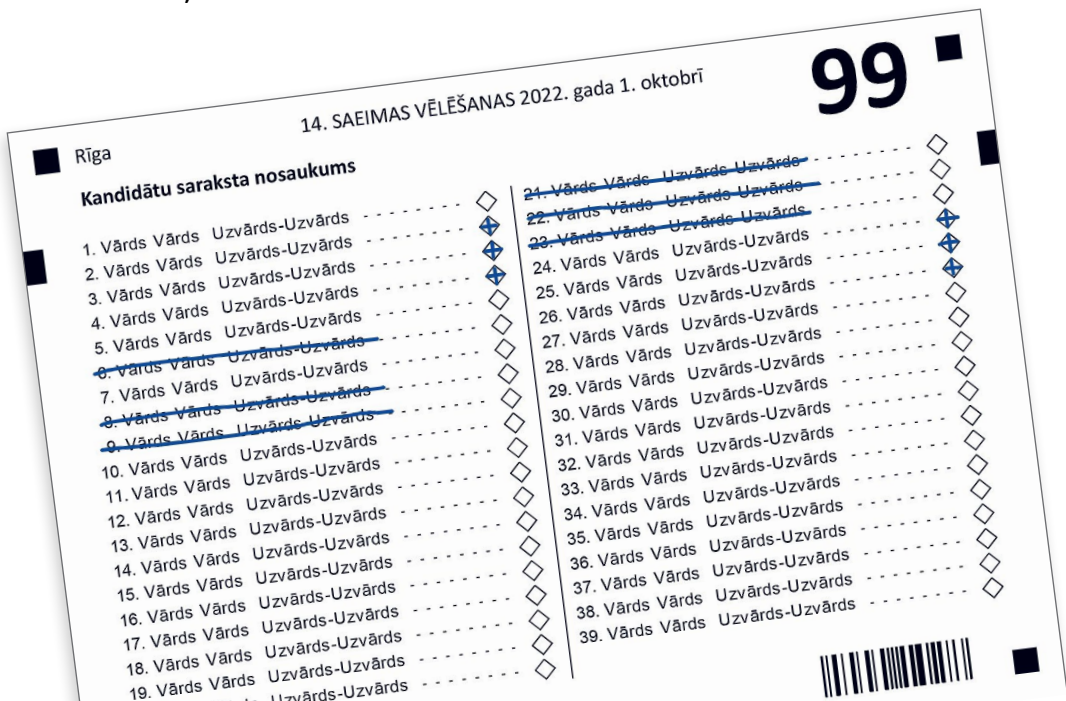 14. SAEIMAS VĒLĒŠANAS 2022. gada 1. oktobrī
99
Rīga
Kandidātu saraksta nosaukums
1. Vārds Vārds Uzvārds-Uzvārds
2. Vārds Vārds Uzvārds-Uzvārds
3. Vārds Vārds Uzvārds-Uzvārds
4. Vārds Vārds Uzvārds-Uzvārds
5. Vārds Vārds Uzvārds-Uzvārds
6. Vārds Vārds Uzvārds-Uzvārds
7. Vārds Vārds Uzvārds-Uzvārds
8. Vārds Vārds Uzvārds-Uzvārds
9. Vārds Vārds Uzvārds-Uzvārds
10. Vārds Vārds Uzvārds-Uzvārds
11. Vārds Vārds Uzvārds-Uzvārds
12. Vārds Vārds Uzvārds-Uzvārds
13. Vārds Vārds Uzvārds-Uzvārds
14. Vārds Vārds Uzvārds-Uzvārds
15. Vārds Vārds Uzvārds-Uzvārds
16. Vārds Vārds Uzvārds-Uzvārds
17. Vārds Vārds Uzvārds-Uzvārds
18. Vārds Vārds Uzvārds-Uzvārds
19. Vārds Vārds Uzvārds-Uzvārds
Uzvārds-Uzvārds
21. Vārds Vārds Uzvārds-Uzvārds
22. Vārds Vārds Uzvārds-Uzvārds
23. Vārds Vārds Uzvārds-Uzvārds
24. Vārds Vārds Uzvārds-Uzvārds
25. Vārds Vārds Uzvārds-Uzvārds
26. Vārds Vārds Uzvārds-Uzvārds
27. Vārds Vārds Uzvārds-Uzvārds
28. Vārds Vārds Uzvārds-Uzvārds
29. Vārds Vārds Uzvārds-Uzvārds
30. Vārds Vārds Uzvārds-Uzvārds
31. Vārds Vārds Uzvārds-Uzvārds
32. Vārds Vārds Uzvārds-Uzvārds
33. Vārds Vārds Uzvārds-Uzvārds
34. Vārds Vārds Uzvārds-Uzvārds
35. Vārds Vārds Uzvārds-Uzvārds
36. Vārds Vārds Uzvārds-Uzvārds
37. Vārds Vārds Uzvārds-Uzvārds
38. Vārds Vārds Uzvārds-Uzvārds
39. Vārds Vārds Uzvārds-Uzvārds